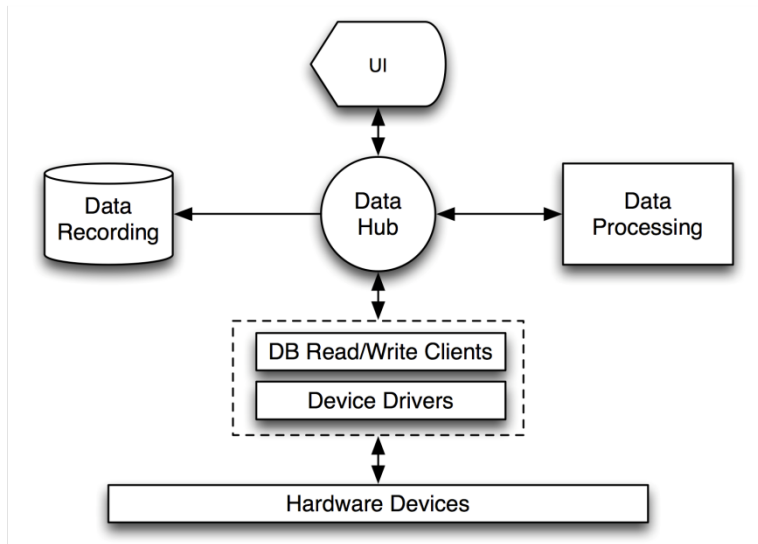 UI
Data
Recording
Data
Hub
Data
Processing
DB Read/Write Clients
Device Drivers
Hardware Devices